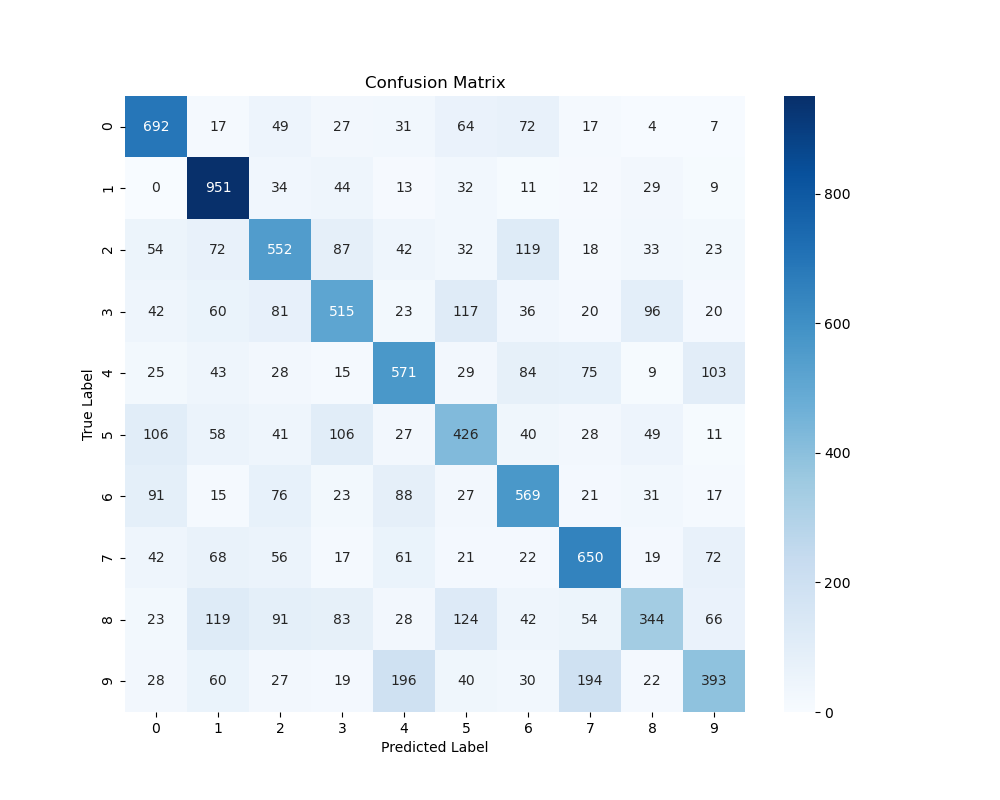 Confusion Matrix
0 692 17 49 27 31 64 72 17 4 7
1 0 951 34 44 13 32 11 12 29 9
2 54 72 552 87 42 32 119 18 33 23
3 42 60 81 515 23 117 36 20 96 20
4 25 43 28 15 571 29 84 75 9 103
5 106 58 41 106 27 426 40 28 49 11
6 91 15 76 23 88 27 569 21 31 17
7 42 68 56 17 61 21 22 650 19 72
8 23 119 91 83 28 124 42 54 344 66
9 28 60 27 19 196 40 30 194 22 393
0 1 2 3 4 5 6 7 8 9
Predicted Label
True Label
800
600
400
200
0